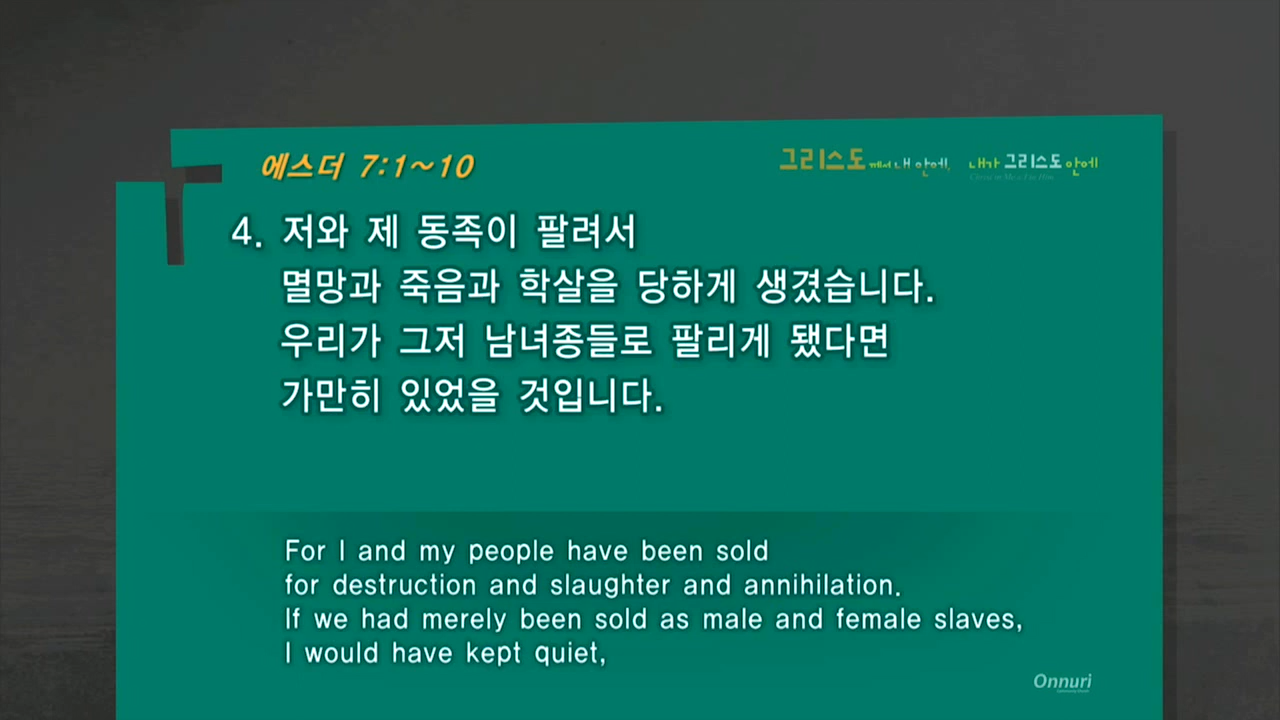 에스더 7:1~10
그리스도께서 내 안에, 내가 그리스도 안에
Christ in Me & I in Him
4. 저와 제 동족이 팔려서
멸망과 죽음과 학살을 당하게 생겼습니다.
우리가 그저 남녀종들로 팔리게 됐다면
가만히 있었을 것입니다.
For I and my people have been sold
for destruction and slaughter and annihilation.
If we had merely been sold as male and female slaves,
I would have kept quiet,
Onnuri